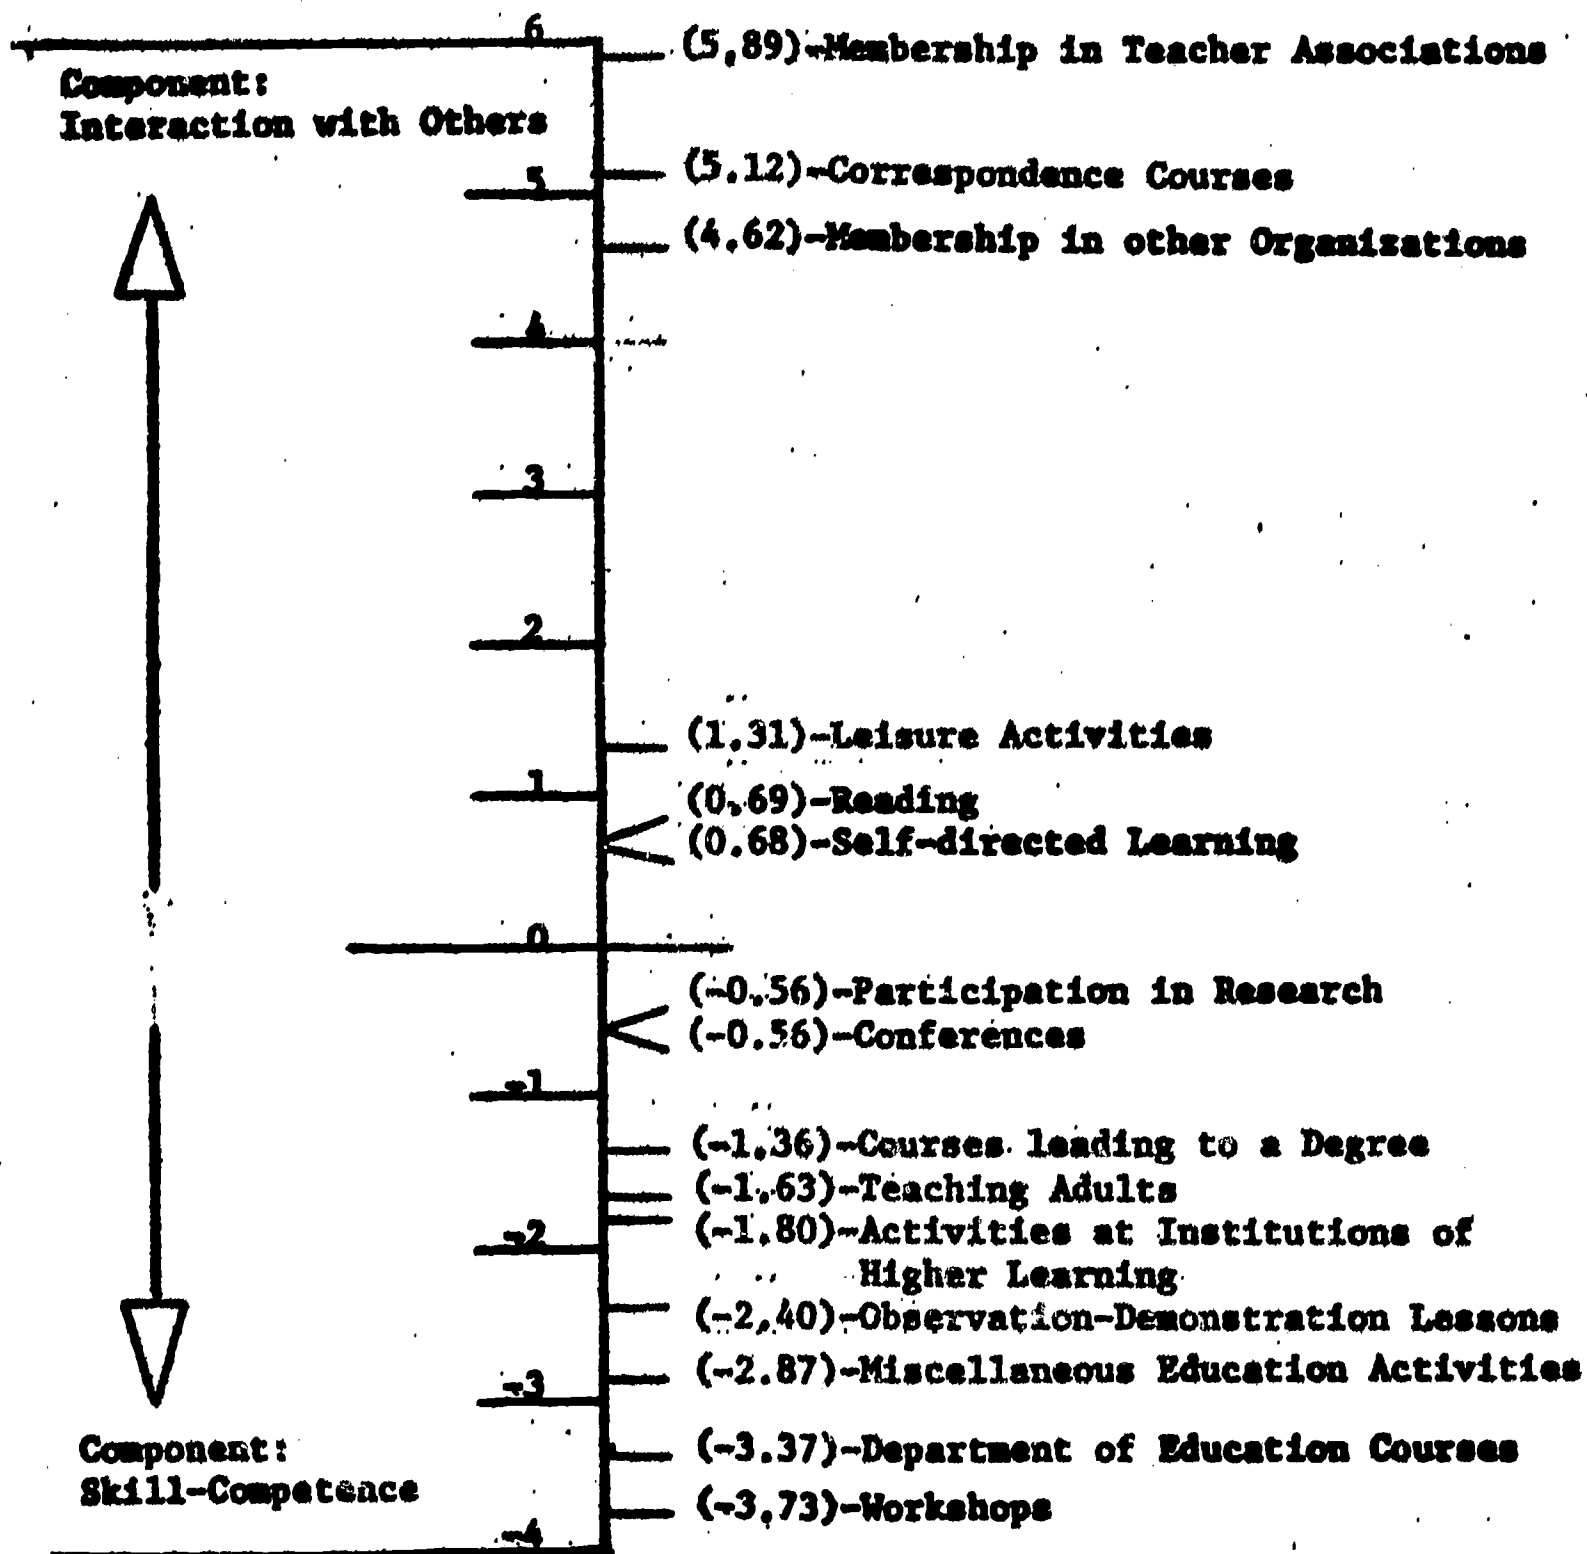 6
(5.89)-Membership in Teacher Associations
Component:
Interaction with Others
5
(5.12)-Correspondence Courses
(4.62)-Membership in other Organizations
4
3
2
(1.31)-Leisure Activities
1
(0.69)-Reading
(0.68)-Self-directed Learning
0
(-0.56)-Participation in Research
(-0.56)-Conferences
-1
(-1.36)-Courses leading to a Degree
(-1.63)-Teaching Adults
(-1.80)-Activities at Institutions of
Higher Learning
-2
(-2.40)-Observation-Demonstration Lessons
(-2.87)-Miscellaneous Education Activities
-3
(-3.37)-Department of Education Courses
Component:
Skill-Competence
(-3.73)-Workshops
-4